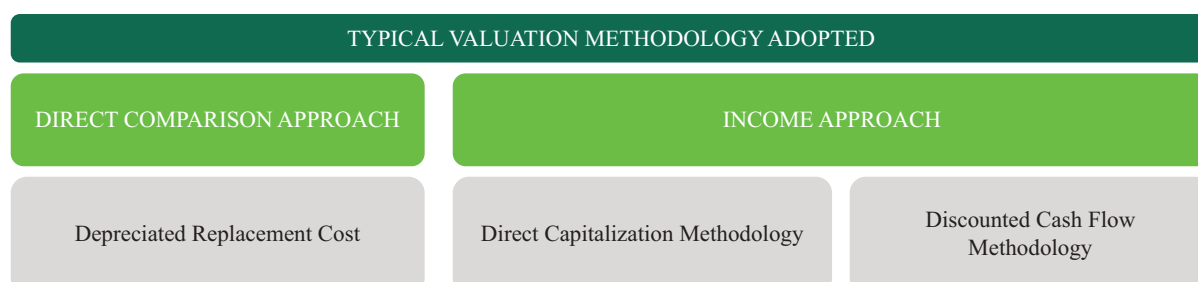 TYPICAL VALUATION METHODOLOGY ADOPTED
DIRECT COMPARISON APPROACH
INCOME APPROACH
Depreciated Replacement Cost
Direct Capitalization Methodology
Discounted Cash Flow
Methodology